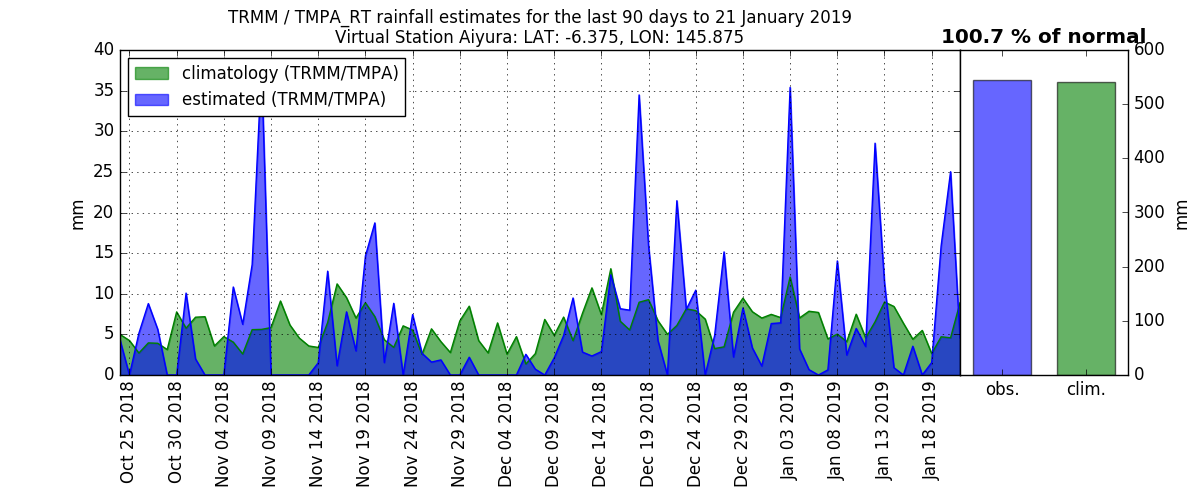 TRMM / TMPA_RT rainfall estimates for the last 90 days to 21 January 2019
Virtual Station Aiyura: LAT: -6.375, LON: 145.875
100.7 % of normal
climatology (TRMM/TMPA)
estimated (TRMM/TMPA)
mm
40
35
30
25
20
15
10
5
0
Oct 25 2018
Oct 30 2018
Nov 04 2018
Nov 09 2018
Nov 14 2018
Nov 19 2018
Nov 24 2018
Nov 29 2018
Dec 04 2018
Dec 09 2018
Dec 14 2018
Dec 19 2018
Dec 24 2018
Dec 29 2018
Jan 03 2019
Jan 08 2019
Jan 13 2019
Jan 18 2019
600
500
400
300
200
100
0
mm
obs.
clim.